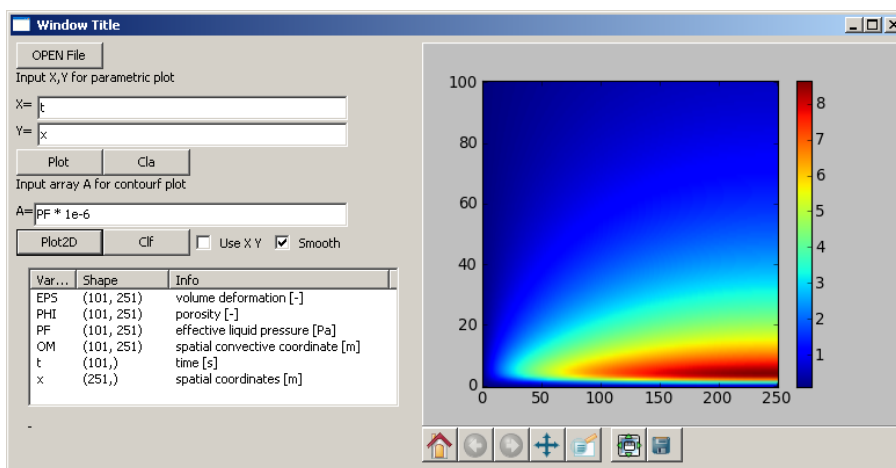 Window Title
OPEN File
Input X,Y for parametric plot
X= t
Y= x
Plot Cla
Input array A for contourf plot
A= PF * 1e-6
Plot2D Clf Use X Y Smooth
Var... Shape Info
EPS (101, 251) volume deformation [-]
PHI (101, 251) porosity [-]
PF (101, 251) effective liquid pressure [Pa]
OM (101, 251) spatial convective coordinate [m]
t (101,) time [s]
x (251,) spatial coordinates [m]
-
100
80
60
40
20
0
0 50 100 150 200 250
8
7
6
5
4
3
2
1